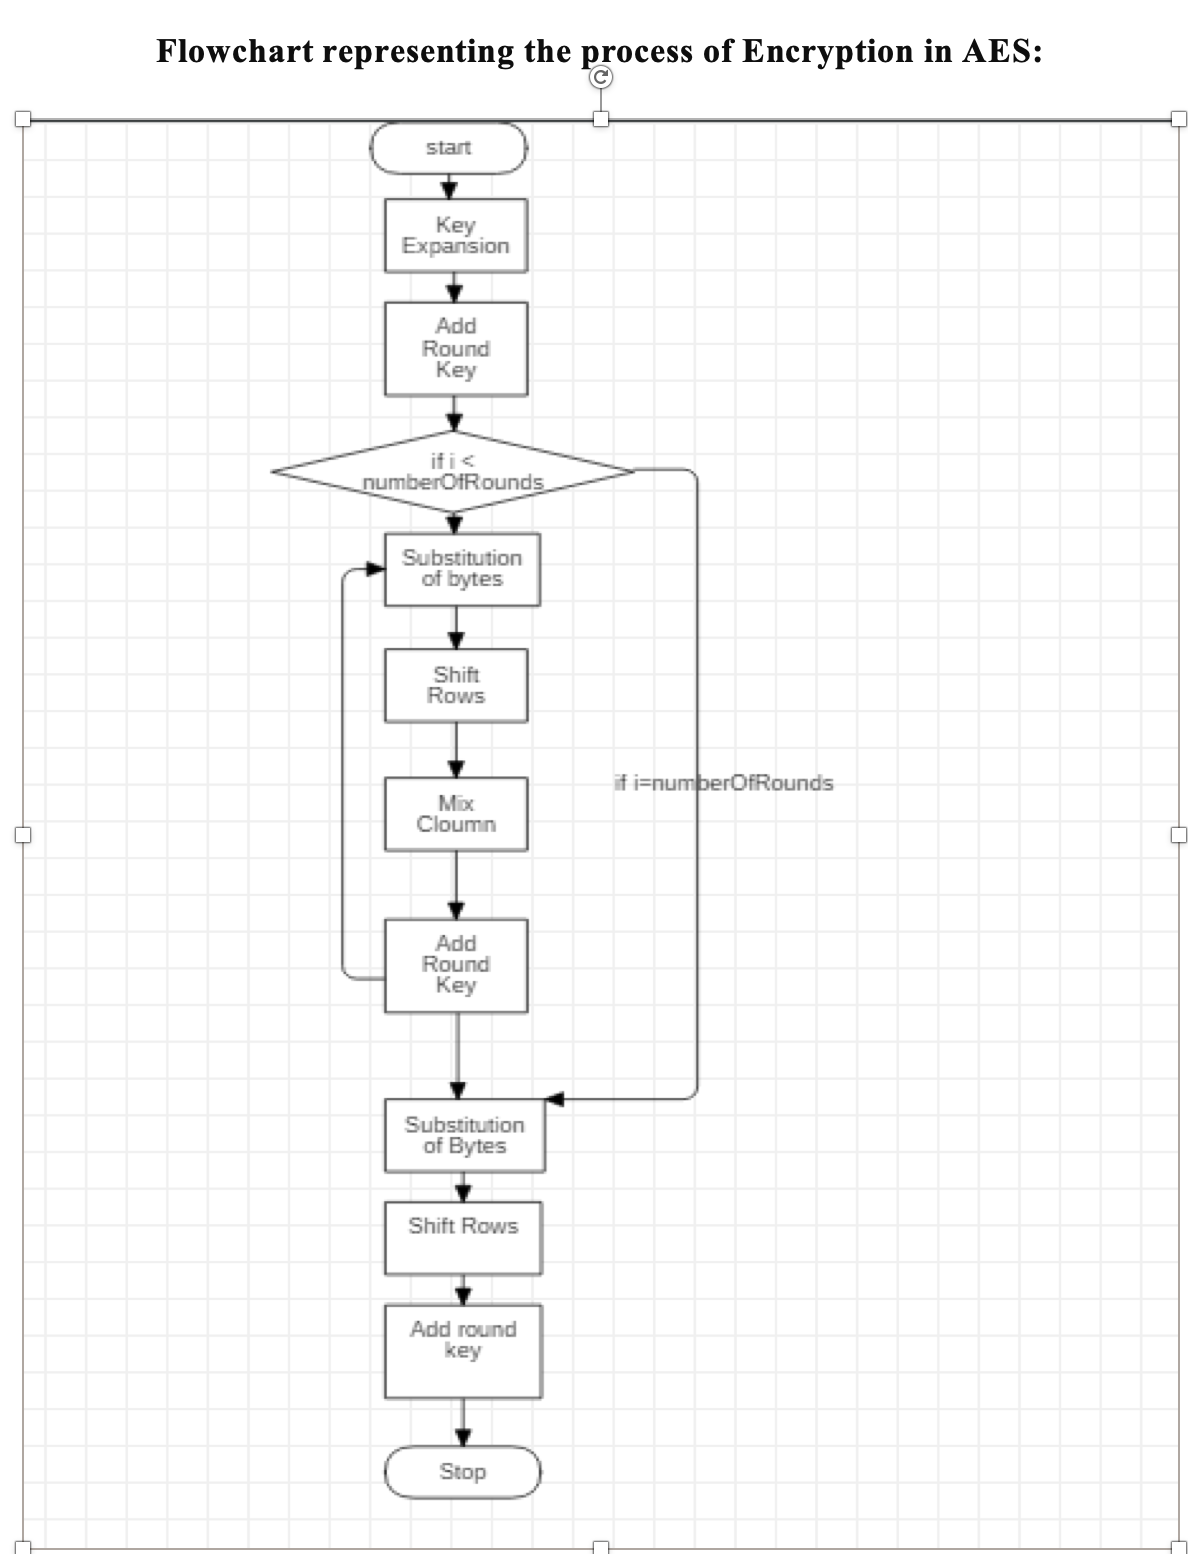 Flowchart representing the process of Encryption in AES:
start
Key
Expansion
Add
Round
Key
if i <
numberOfRounds
Substitution
of bytes
Shift
Rows
Mix
Cloumn
if i=numberOfRounds
Add
Round
Key
Substitution
of Bytes
Shift Rows
Add round
key
Stop